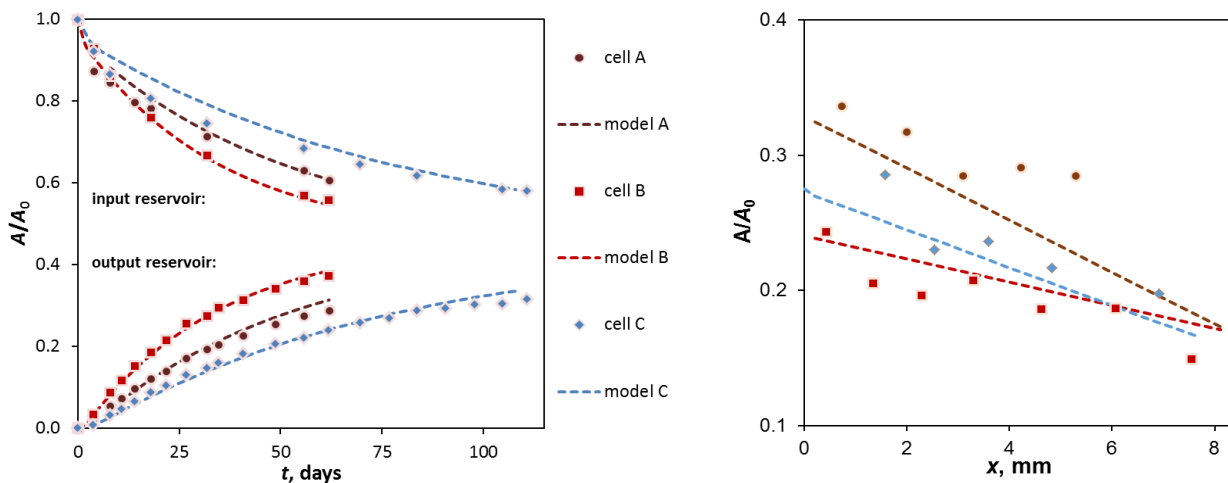 1.0
0.8
0.6
0.4
0.2
0.0
A/A0
input reservoir:
output reservoir:
0
25
50
75
100
t, days
cell A
model A
cell B
model B
cell C
model C
0.4
0.3
0.2
0.1
A/A0
0
2
4
6
8
x, mm